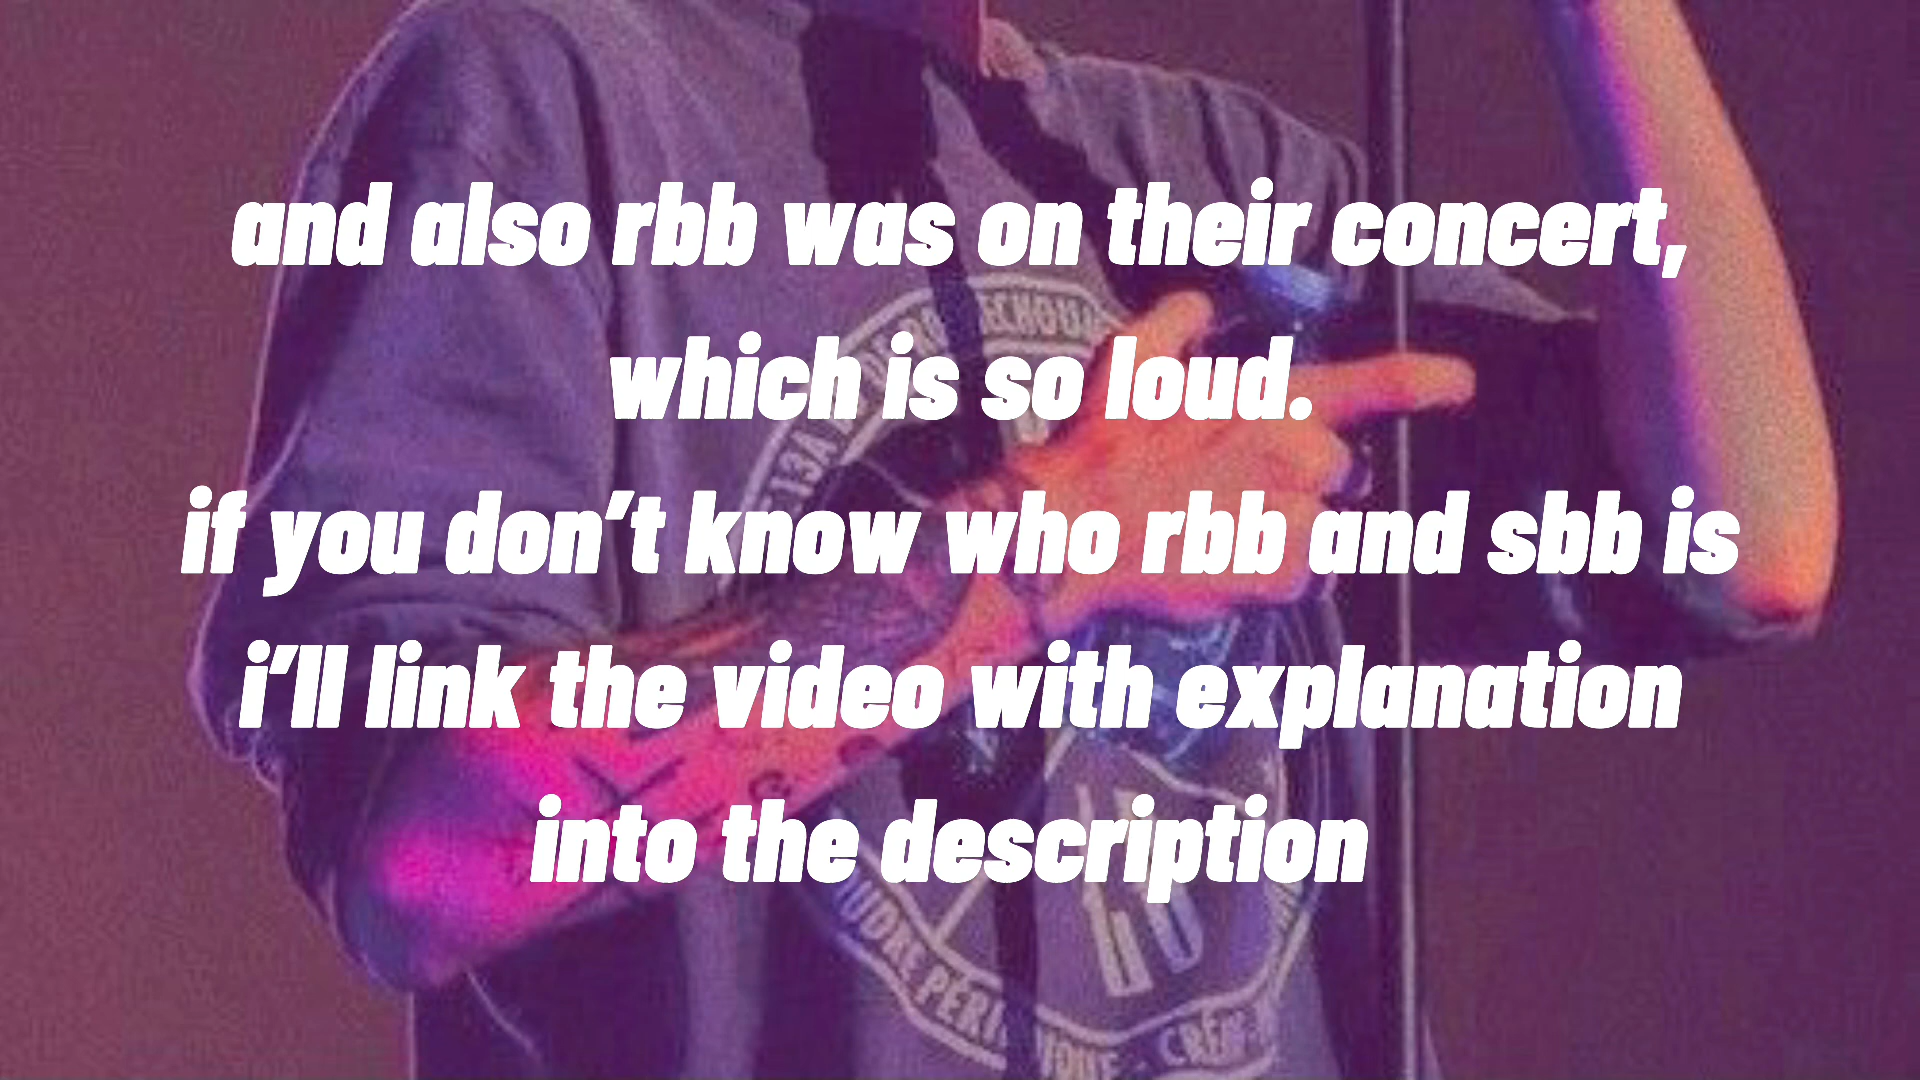 and also rbb was on their concert,
which is so loud.
if you don't know who rbb and sbb is
i'll link the video with explanation
into the description